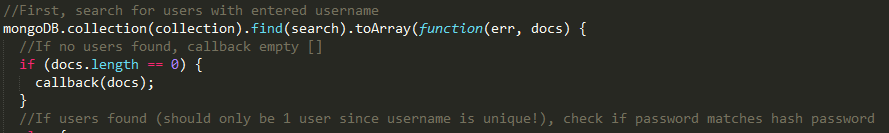 //First, search for users with entered username
mongoDB.collection(collection).find(search).toArray(function(err, docs) {
//If no users found, callback empty []
if (docs.length == 0) {
callback(docs);
}
//If users found (should only be 1 user since username is unique!), check if password matches hash password